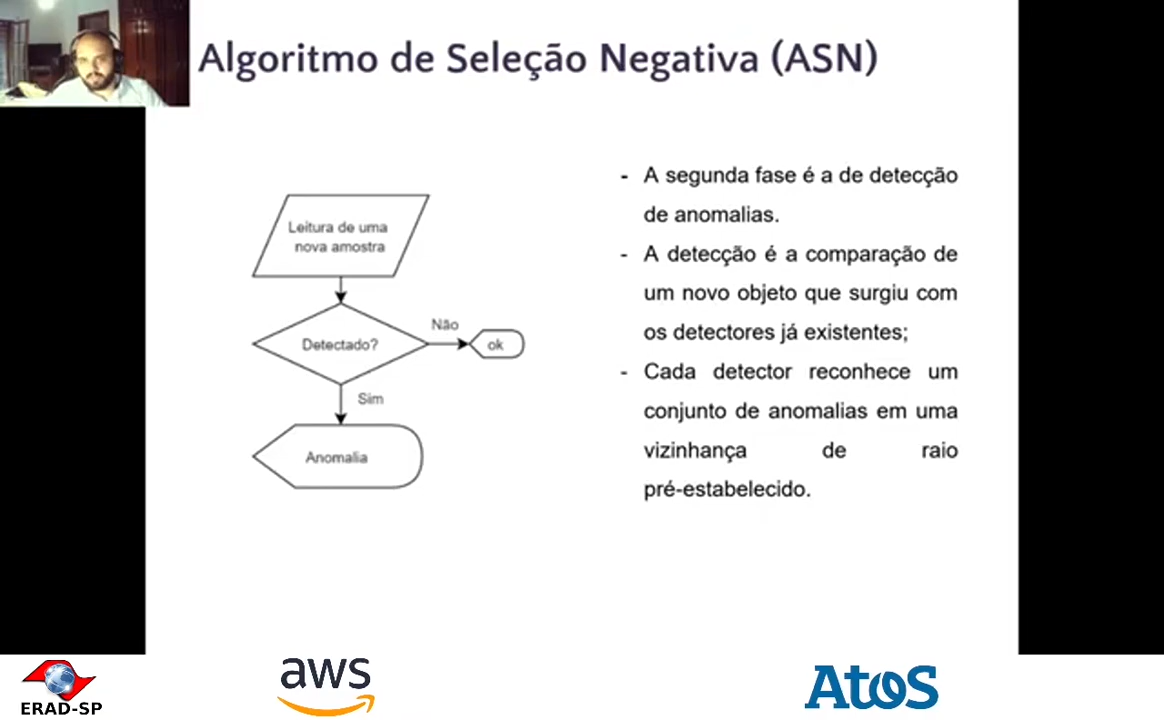 Algoritmo de Seleção Negativa (ASN)
Leitura de uma
nova amostra
Detectado?
Não
ok
Sim
Anomalia
- A segunda fase é a de detecção
de anomalias.
- A detecção é a comparação de
um novo objeto que surgiu com
os detectores já existentes;
- Cada detector reconhece um
conjunto de anomalias em uma
vizinhança de raio
pré-estabelecido.
ERAD-SP
aws
Atos